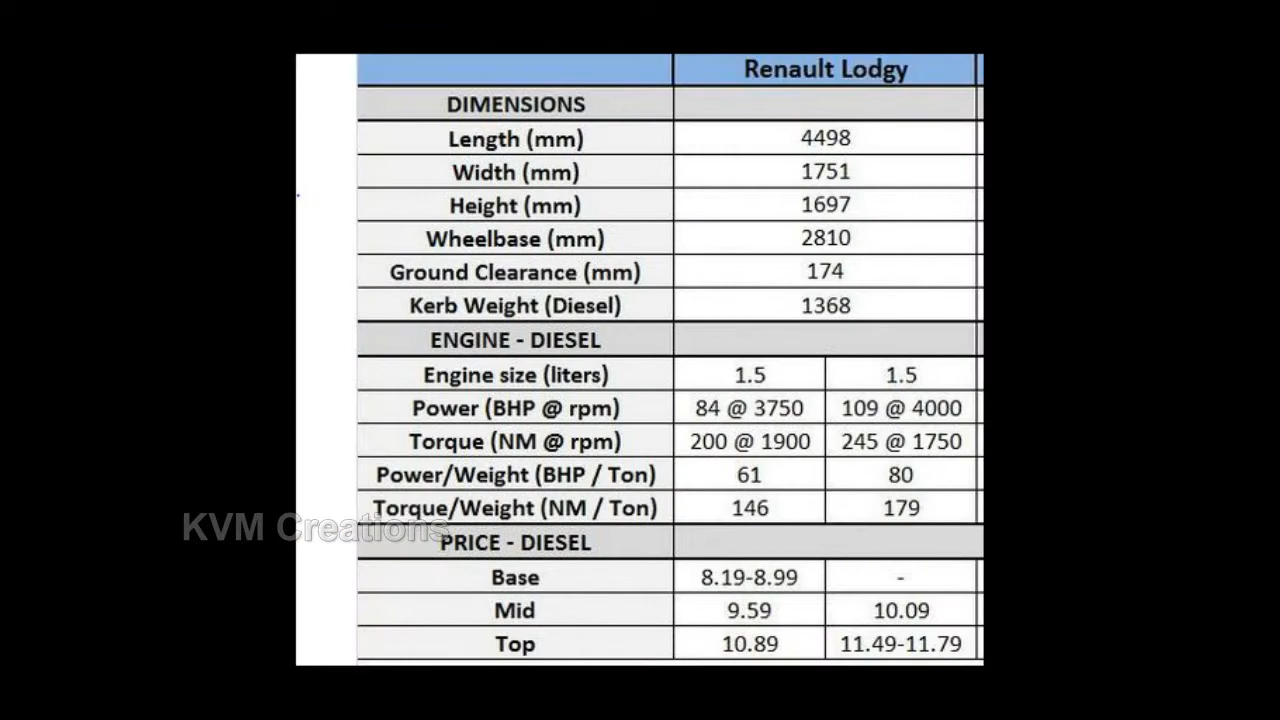 Renault Lodgy
DIMENSIONS
Length (mm) 4498
Width (mm) 1751
Height (mm) 1697
Wheelbase (mm) 2810
Ground Clearance (mm) 174
Kerb Weight (Diesel) 1368
ENGINE - DIESEL
Engine size (liters) 1.5 1.5
Power (BHP @ rpm) 84 @ 3750 109 @ 4000
Torque (NM @ rpm) 200 @ 1900 245 @ 1750
Power/Weight (BHP / Ton) 61 80
Torque/Weight (NM / Ton) 146 179
KVM Creations
PRICE - DIESEL
Base 8.19-8.99 -
Mid 9.59 10.09
Top 10.89 11.49-11.79